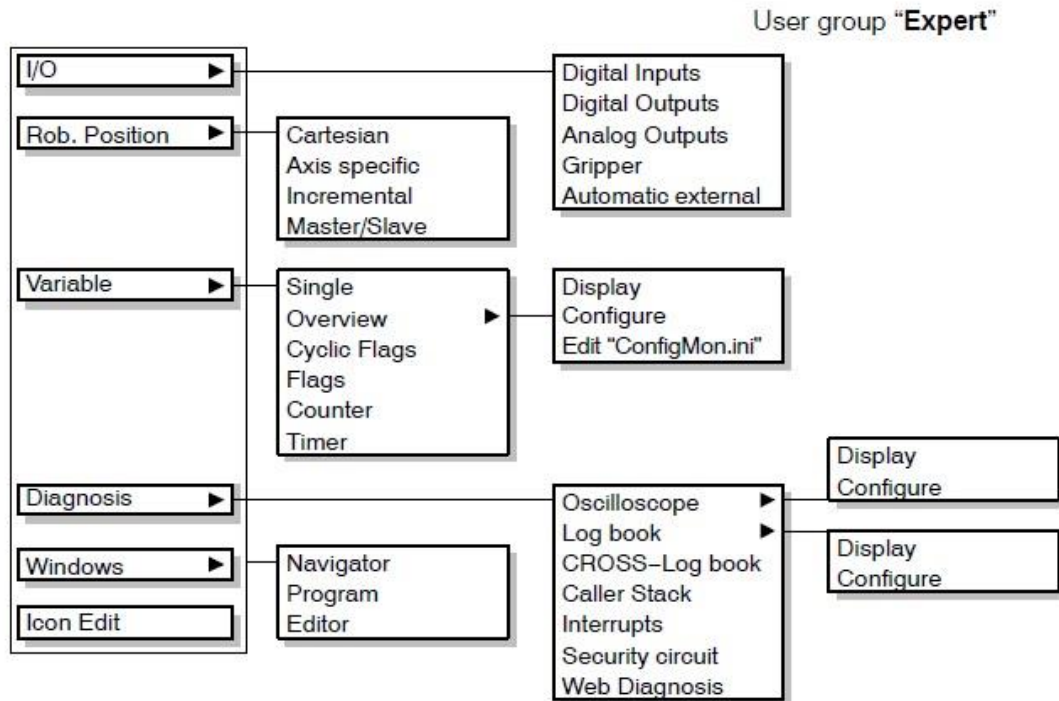 User group “Expert”
I/O
Digital Inputs
Digital Outputs
Analog Outputs
Gripper
Automatic external
Rob. Position
Cartesian
Axis specific
Incremental
Master/Slave
Variable
Single
Overview
Cyclic Flags
Flags
Counter
Timer
Display
Configure
Edit “ConfigMon.ini”
Diagnosis
Oscilloscope
Log book
CROSS–Log book
Caller Stack
Interrupts
Security circuit
Web Diagnosis
Display
Configure
Display
Configure
Windows
Navigator
Program
Editor
Icon Edit